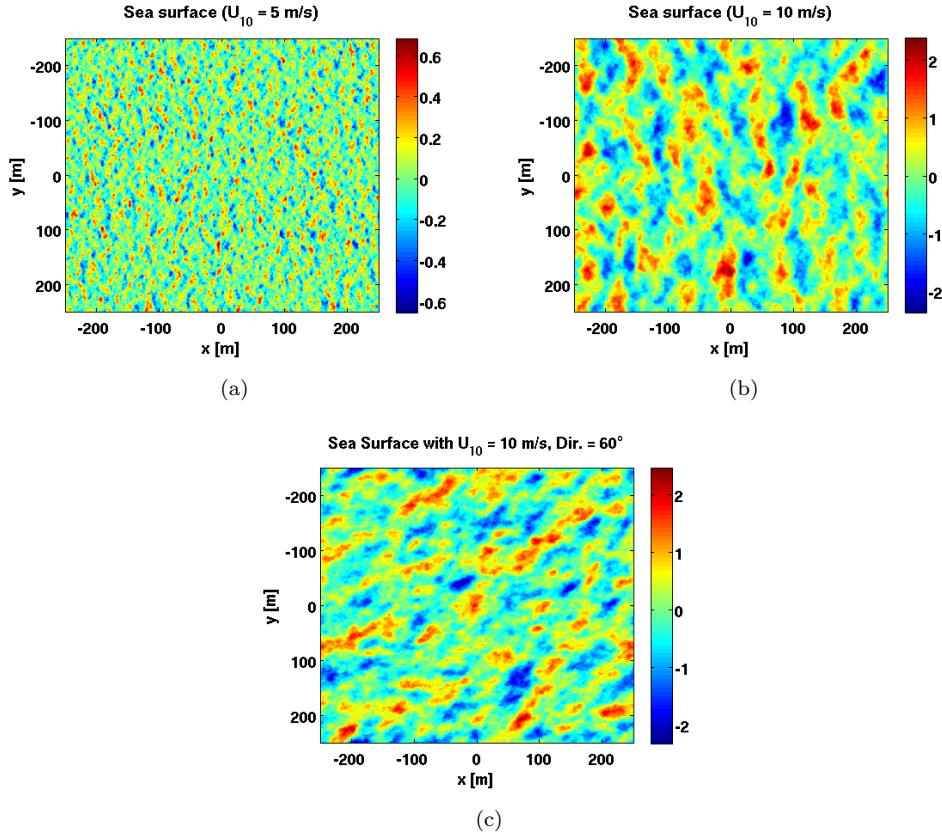 Sea surface (U10 = 5 m/s)
-200
-100
0
100
200
y [m]
-200 -100 0 100 200
x [m]
0.6
0.4
0.2
0
-0.2
-0.4
-0.6
(a)
Sea surface (U10 = 10 m/s)
-200
-100
0
100
200
y [m]
-200 -100 0 100 200
x [m]
2
1
0
-1
-2
(b)
Sea Surface with U10 = 10 m/s, Dir. = 60°
-200
-100
0
100
200
y [m]
-200 -100 0 100 200
x [m]
2
1
0
-1
-2
(c)